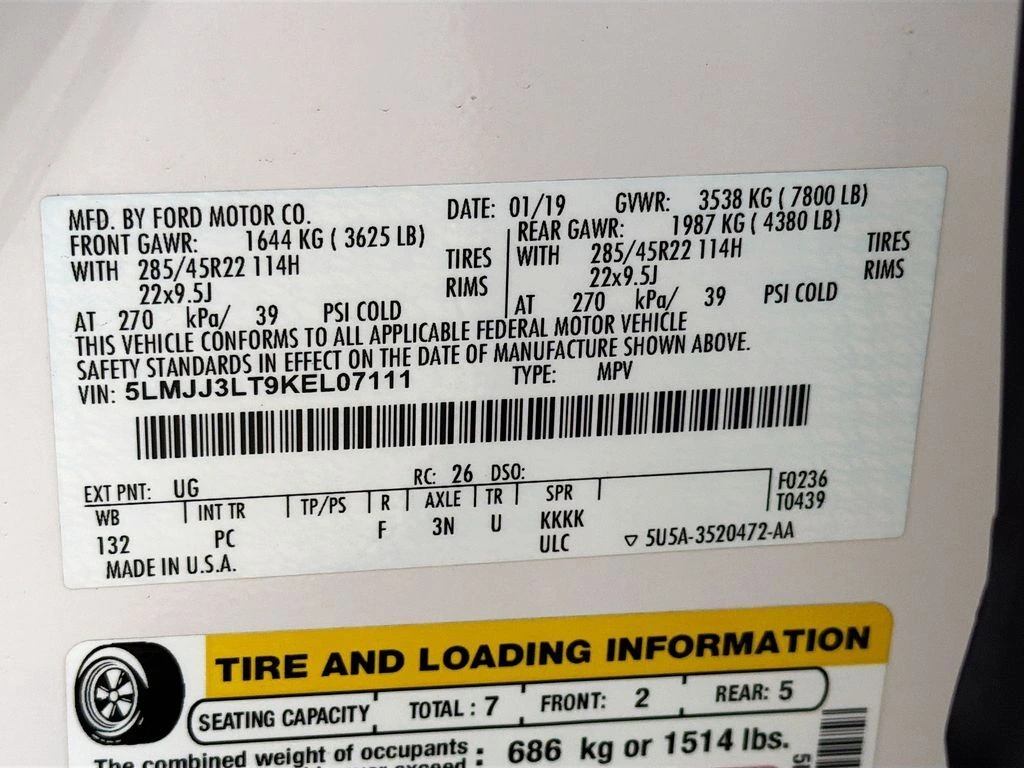 MFD. BY FORD MOTOR CO. DATE: 01/19 GVWR: 3538 KG ( 7800 LB)
FRONT GAWR: 1644 KG ( 3625 LB) REAR GAWR: 1987 KG ( 4380 LB)
WITH 285/45R22 114H TIRES WITH 285/45R22 114H TIRES
22x9.5J RIMS 22x9.5J RIMS
AT 270 kPa/ 39 PSI COLD AT 270 kPa/ 39 PSI COLD
THIS VEHICLE CONFORMS TO ALL APPLICABLE FEDERAL MOTOR VEHICLE
SAFETY STANDARDS IN EFFECT ON THE DATE OF MANUFACTURE SHOWN ABOVE.
VIN: 5LMJJ3LT9KEL07111 TYPE: MPV
EXT PNT: UG RC: 26 DSO: F0236
WB INT TR TP/PS R AXLE TR SPR T0439
132 PC F 3N U KKKK
ULC ▽ 5U5A-3520472-AA
MADE IN U.S.A.
TIRE AND LOADING INFORMATION
SEATING CAPACITY TOTAL : 7 FRONT: 2 REAR: 5
The combined weight of occupants : 686 kg or 1514 lbs.